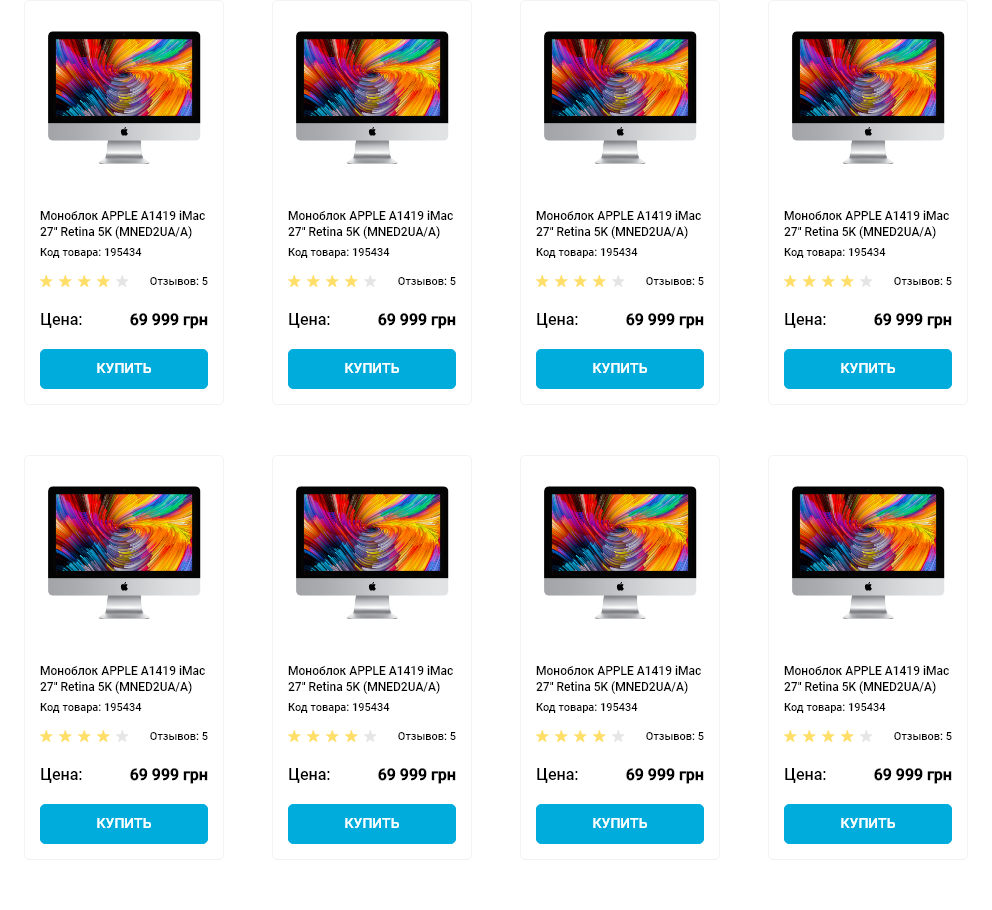 Моноблок APPLE A1419 iMac
27" Retina 5K (MNED2UA/A)
Код товара: 195434
Отзывов: 5
Цена: 69 999 грн
КУПИТЬ
Моноблок APPLE A1419 iMac
27" Retina 5K (MNED2UA/A)
Код товара: 195434
Отзывов: 5
Цена: 69 999 грн
КУПИТЬ
Моноблок APPLE A1419 iMac
27" Retina 5K (MNED2UA/A)
Код товара: 195434
Отзывов: 5
Цена: 69 999 грн
КУПИТЬ
Моноблок APPLE A1419 iMac
27" Retina 5K (MNED2UA/A)
Код товара: 195434
Отзывов: 5
Цена: 69 999 грн
КУПИТЬ
Моноблок APPLE A1419 iMac
27" Retina 5K (MNED2UA/A)
Код товара: 195434
Отзывов: 5
Цена: 69 999 грн
КУПИТЬ
Моноблок APPLE A1419 iMac
27" Retina 5K (MNED2UA/A)
Код товара: 195434
Отзывов: 5
Цена: 69 999 грн
КУПИТЬ
Моноблок APPLE A1419 iMac
27" Retina 5K (MNED2UA/A)
Код товара: 195434
Отзывов: 5
Цена: 69 999 грн
КУПИТЬ
Моноблок APPLE A1419 iMac
27" Retina 5K (MNED2UA/A)
Код товара: 195434
Отзывов: 5
Цена: 69 999 грн
КУПИТЬ